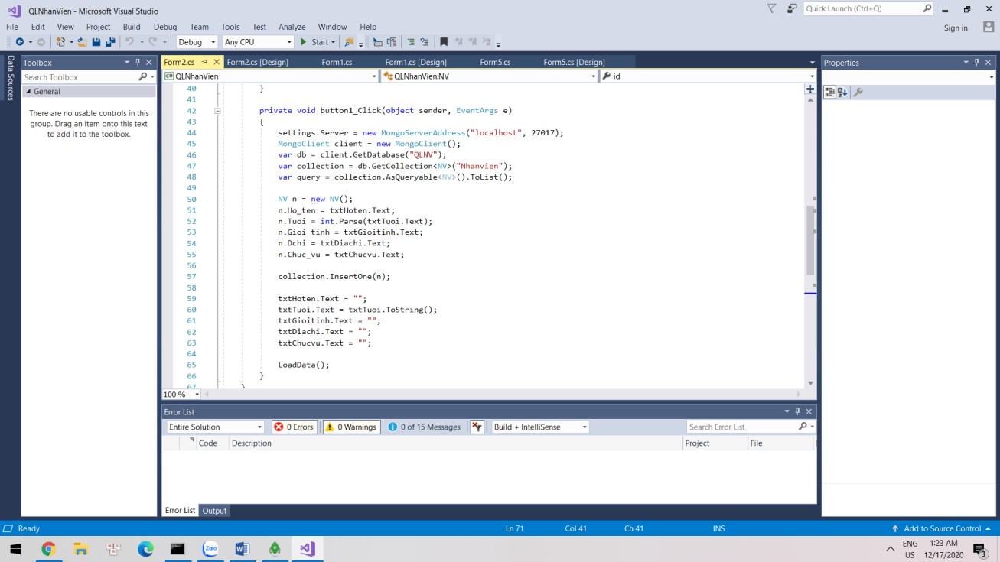 QLNhanVien - Microsoft Visual Studio
Quick Launch (Ctrl+Q)
File Edit View Project Build Debug Team Tools Test Analyze Window Help
Sign in
Debug Any CPU Start
Data Sources
Toolbox
Search Toolbox
General
There are no usable controls in this
group. Drag an item onto this text
to add it to the toolbox.
Form2.cs Form2.cs [Design] Form1.cs Form1.cs [Design] Form5.cs Form5.cs [Design]
C# QLNhanVien QLNhanVien.NV id
40 }
41
42 private void button1_Click(object sender, EventArgs e)
43 {
44 settings.Server = new MongoServerAddress("localhost", 27017);
45 MongoClient client = new MongoClient();
46 var db = client.GetDatabase("QLNV");
47 var collection = db.GetCollection<NV>("Nhanvien");
48 var query = collection.AsQueryable<NV>().ToList();
49
50 NV n = new NV();
51 n.Ho_ten = txtHoten.Text;
52 n.Tuoi = int.Parse(txtTuoi.Text);
53 n.Gioi_tinh = txtGioitinh.Text;
54 n.Dchi = txtDiachi.Text;
55 n.Chuc_vu = txtChucvu.Text;
56
57 collection.InsertOne(n);
58
59 txtHoten.Text = "";
60 txtTuoi.Text = txtTuoi.ToString();
61 txtGioitinh.Text = "";
62 txtDiachi.Text = "";
63 txtChucvu.Text = "";
64
65 LoadData();
66 }
67 }
100 %
Error List
Entire Solution 0 Errors 0 Warnings 0 of 15 Messages Build + IntelliSense Search Error List
Code Description Project File
Error List Output
Properties
Ready Ln 71 Col 41 Ch 41 INS Add to Source Control
Zalo
ENG
US
1:23 AM
12/17/2020
3